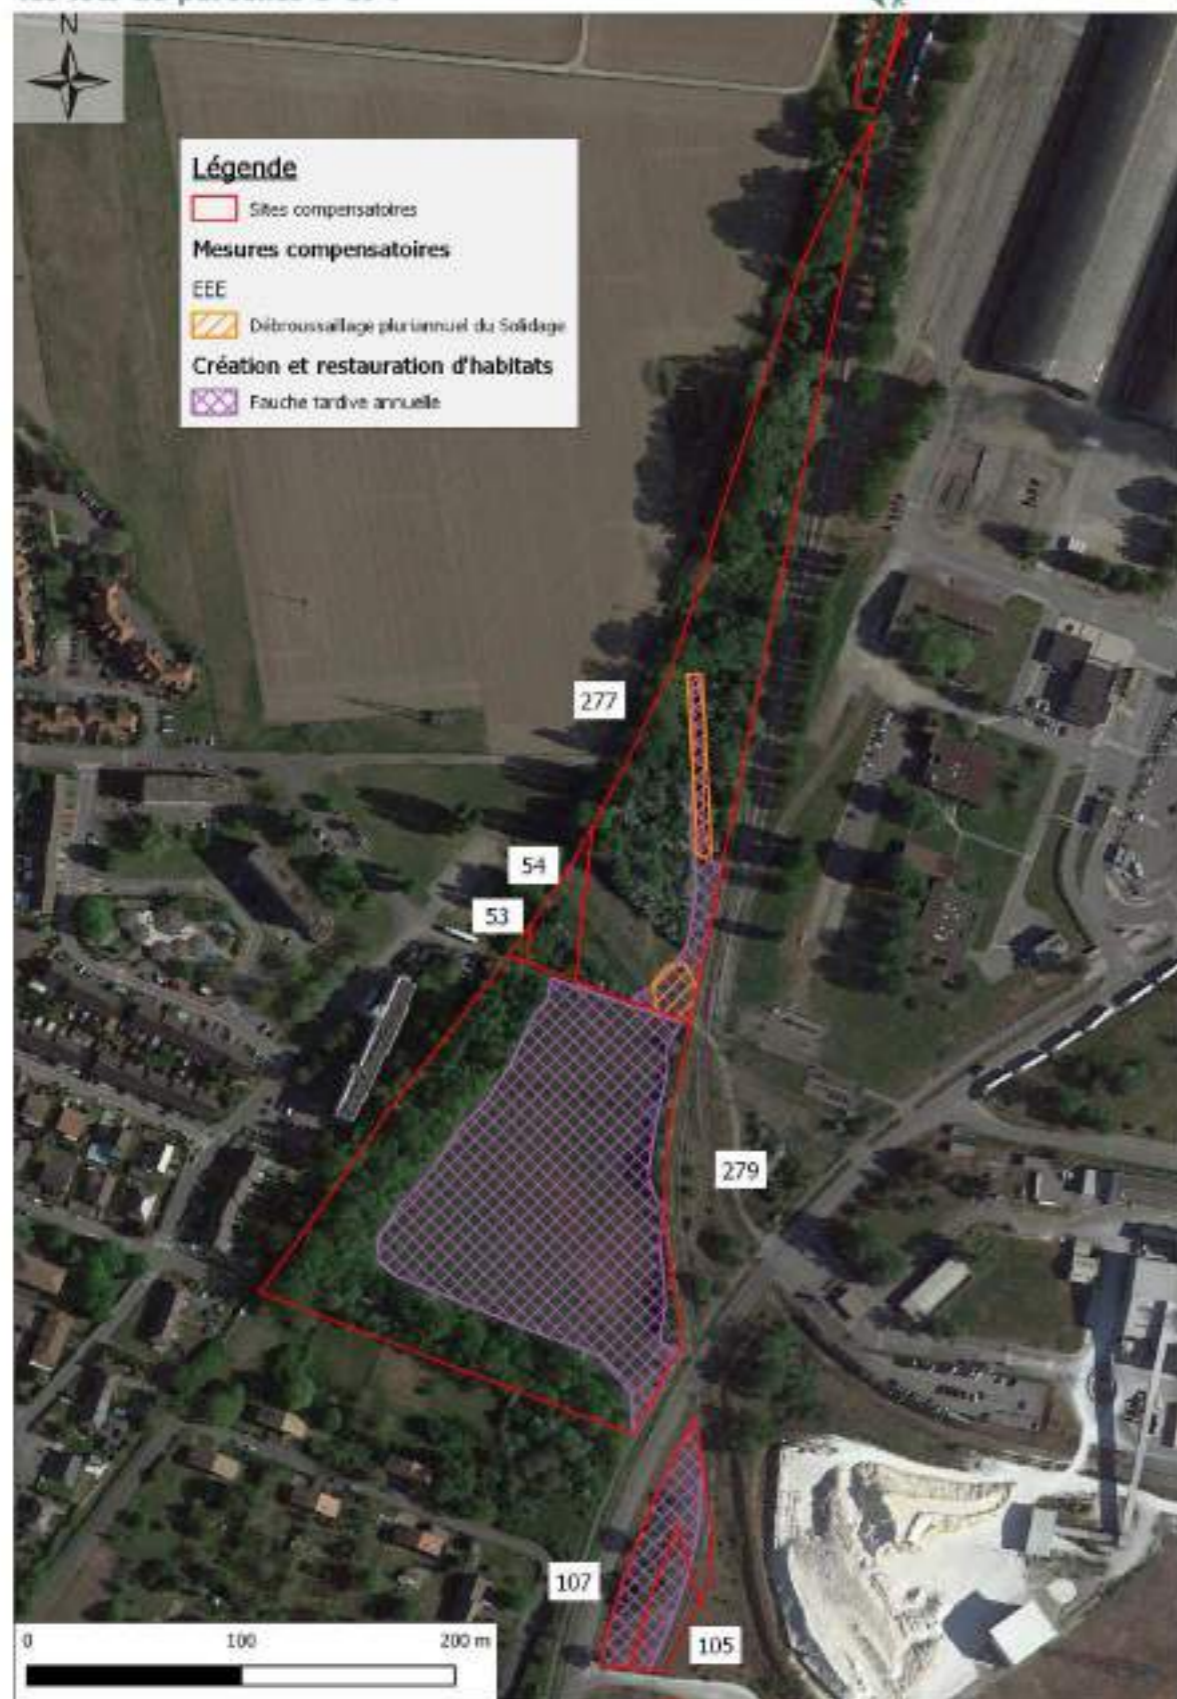 N
Légende
Sites compensatoires
Mesures compensatoires
EEE
Débroussaillage pluriannuel du Solidage
Création et restauration d'habitats
Fauche tardive annuelle
277
54
53
279
107
105
0 100 200 m